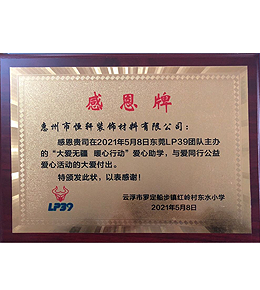 感恩牌
惠州市恒轩装饰材料有限公司：
感恩贵司在2021年5月8日东莞LP39团队主办
的“大爱无疆 暖心行动”爱心助学，与爱同行公益
爱心活动的大爱付出。
特颁发此状，以表感谢！
LP39
云浮市罗定船步镇红岭村东水小学
2021年5月8日